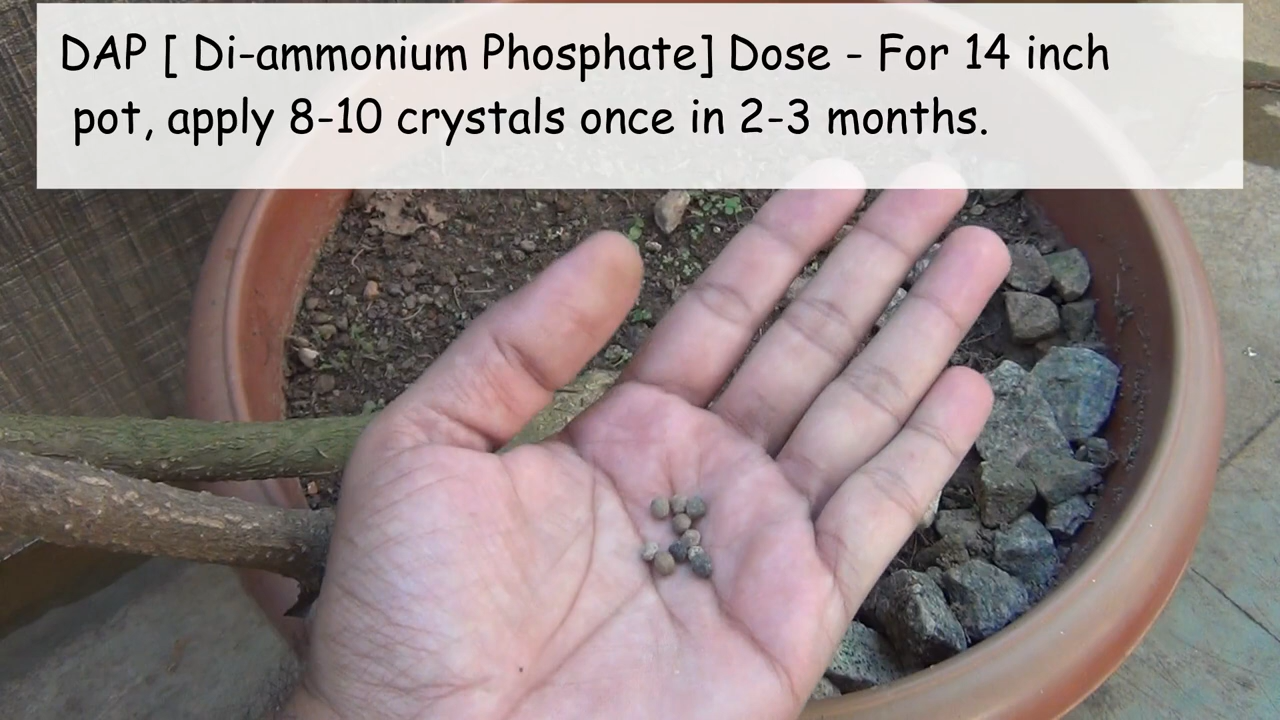 DAP [ Di-ammonium Phosphate] Dose - For 14 inch
pot, apply 8-10 crystals once in 2-3 months.